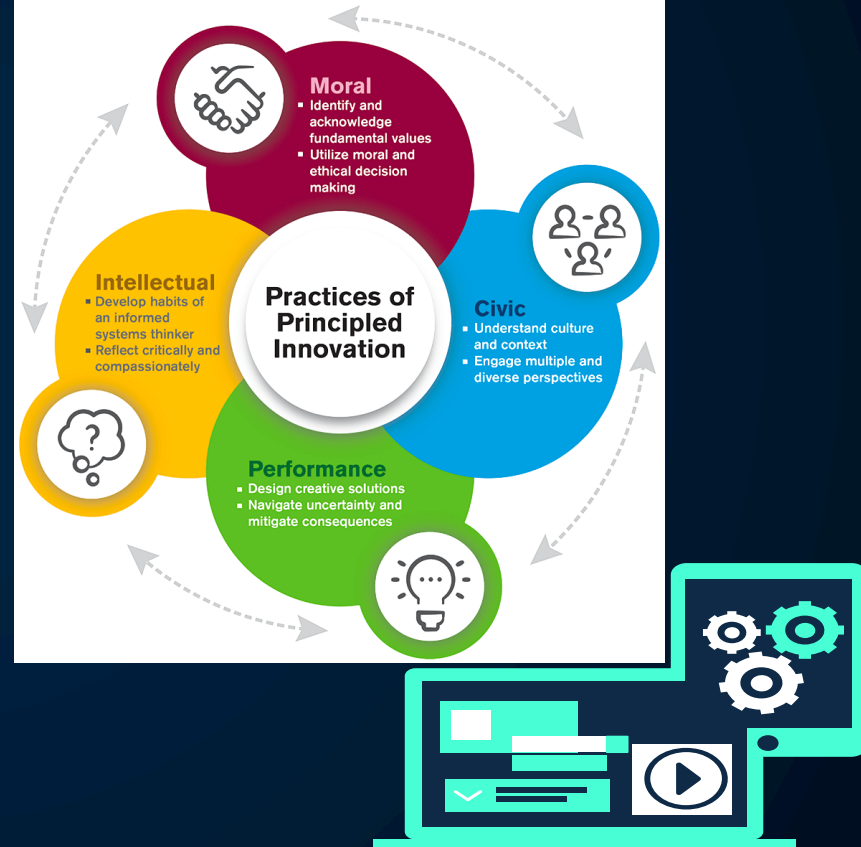 Moral
▪ Identify and
acknowledge
fundamental values
▪ Utilize moral and
ethical decision
making
Intellectual
▪ Develop habits of
an informed
systems thinker
▪ Reflect critically and
compassionately
Practices of
Principled
Innovation
Civic
▪ Understand culture
and context
▪ Engage multiple and
diverse perspectives
Performance
▪ Design creative solutions
▪ Navigate uncertainty and
mitigate consequences
?